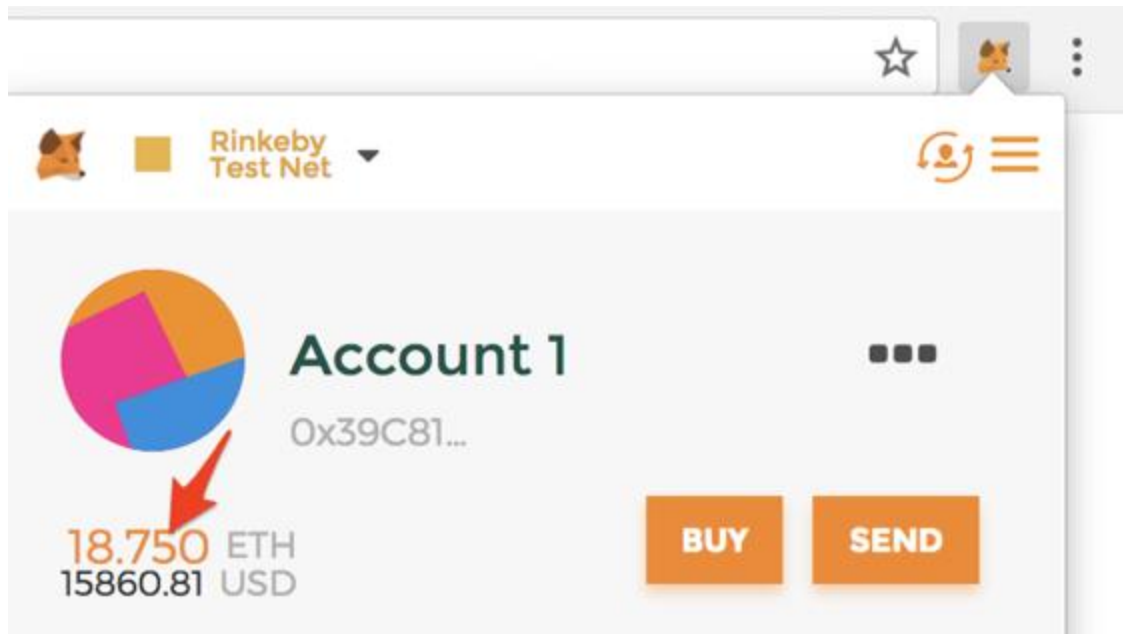 Rinkeby
Test Net
Account 1
0x39C81...
18.750 ETH
15860.81 USD
BUY
SEND